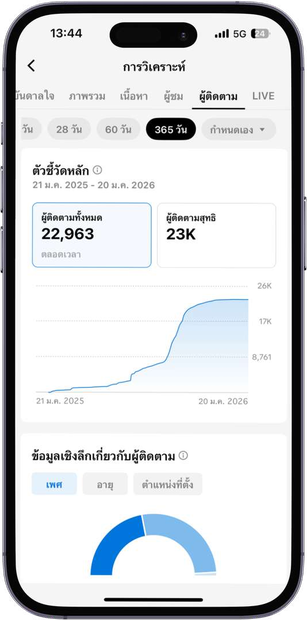 13:44
5G 24
การวิเคราะห์
ันดาลใจ ภาพรวม เนื้อหา ผู้ชม ผู้ติดตาม LIVE
วัน 28 วัน 60 วัน 365 วัน กำหนดเอง
ตัวชี้วัดหลัก
21 ม.ค. 2025 - 20 ม.ค. 2026
ผู้ติดตามทั้งหมด
22,963
ตลอดเวลา
ผู้ติดตามสุทธิ
23K
26K
17K
8,761
21 ม.ค. 2025 20 ม.ค. 2026
ข้อมูลเชิงลึกเกี่ยวกับผู้ติดตาม
เพศ อายุ ตำแหน่งที่ตั้ง